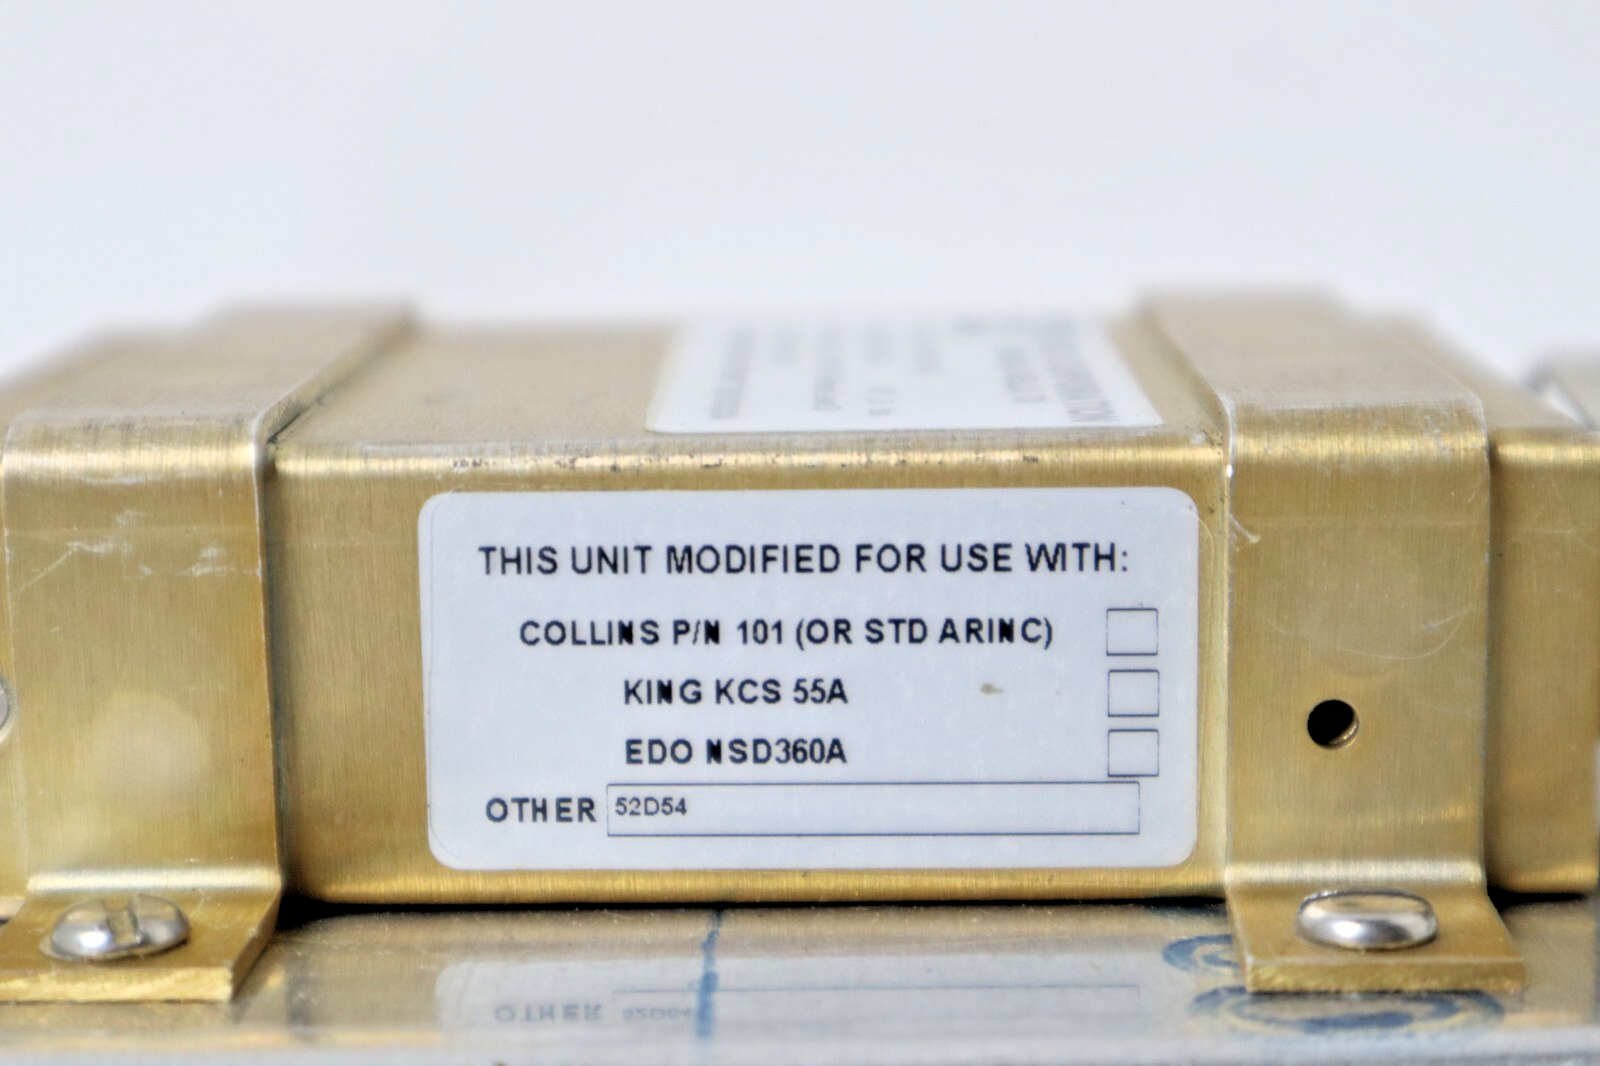 THIS UNIT MODIFIED FOR USE WITH:
COLLINS P/N 101 (OR STD ARINC)
KING KCS 55A
EDO NSD360A
OTHER 52D54